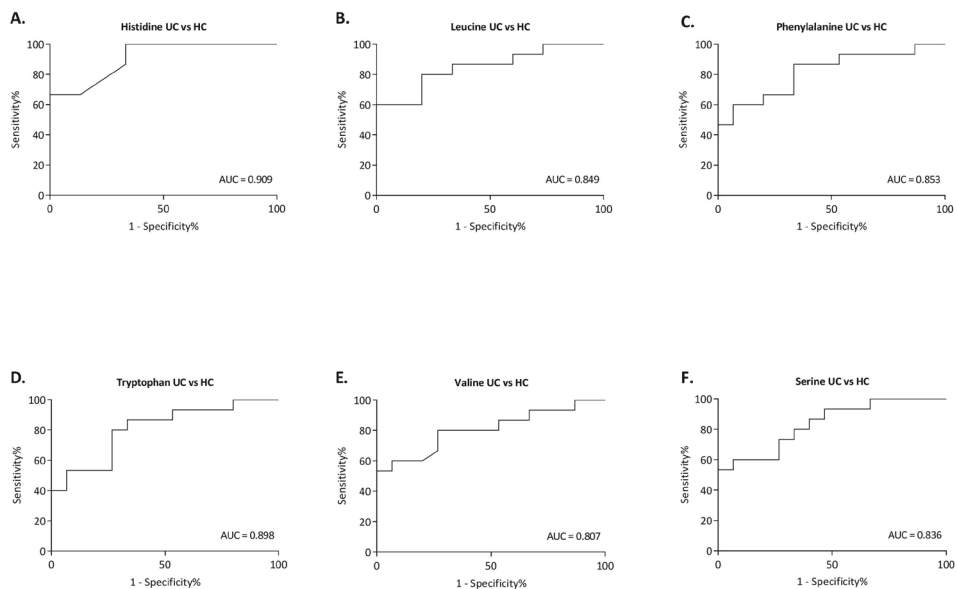 A.
Histidine UC vs HC
Sensitivity%
100
80
60
40
20
0
AUC = 0.909
0 50 100
1 - Specificity%
B.
Leucine UC vs HC
Sensitivity%
100
80
60
40
20
0
AUC = 0.849
0 50 100
1 - Specificity%
C.
Phenylalanine UC vs HC
Sensitivity%
100
80
60
40
20
0
AUC = 0.853
0 50 100
1 - Specificity%
D.
Tryptophan UC vs HC
Sensitivity%
100
80
60
40
20
0
AUC = 0.898
0 50 100
1 - Specificity%
E.
Valine UC vs HC
Sensitivity%
100
80
60
40
20
0
AUC = 0.807
0 50 100
1 - Specificity%
F.
Serine UC vs HC
Sensitivity%
100
80
60
40
20
0
AUC = 0.836
0 50 100
1 - Specificity%